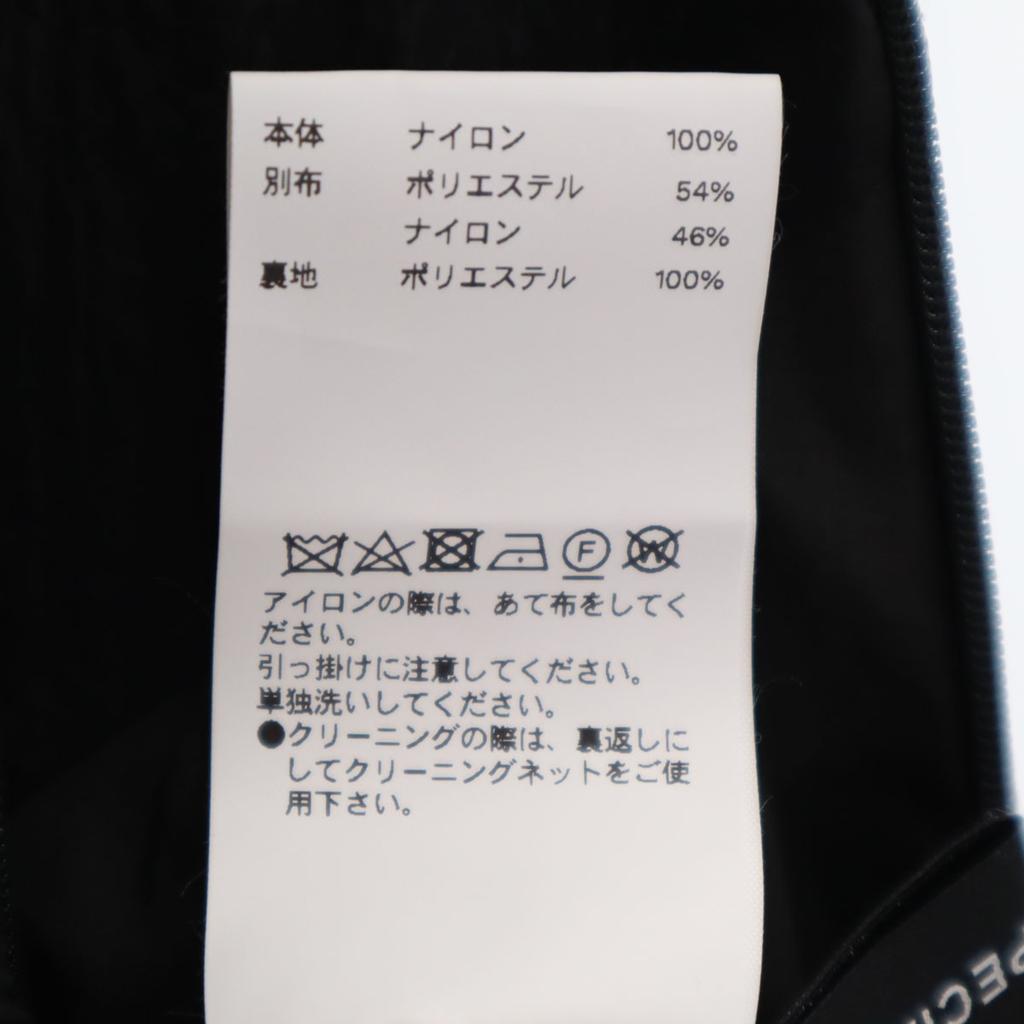 本体 ナイロン 100%
別布 ポリエステル 54%
ナイロン 46%
裏地 ポリエステル 100%
F
W
アイロンの際は、あて布をしてく
ださい。
引っ掛けに注意してください。
単独洗いしてください。
●クリーニングの際は、裏返しに
してクリーニングネットをご使
用下さい。